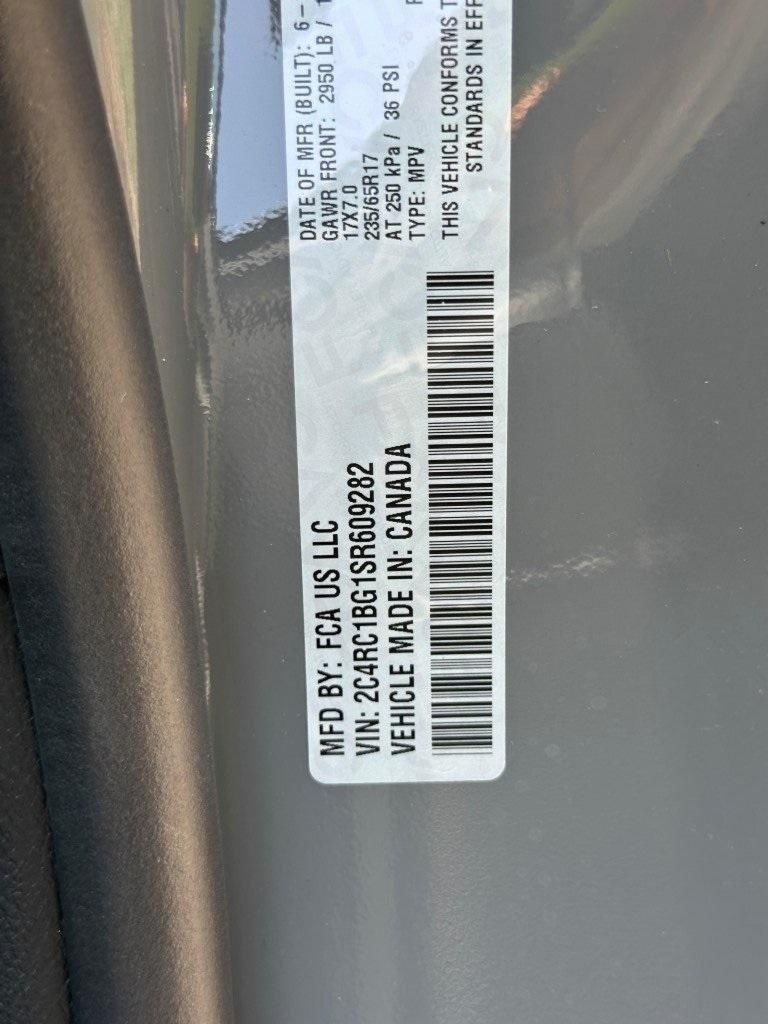 MFD BY: FCA US LLC
VIN: 2C4RC1BG1SR609282
VEHICLE MADE IN: CANADA
DATE OF MFR (BUILT): 6-
GAWR FRONT: 2950 LB /
17X7.0
235/65R17
AT 250 kPa / 36 PSI
TYPE: MPV
THIS VEHICLE CONFORMS
STANDARDS IN